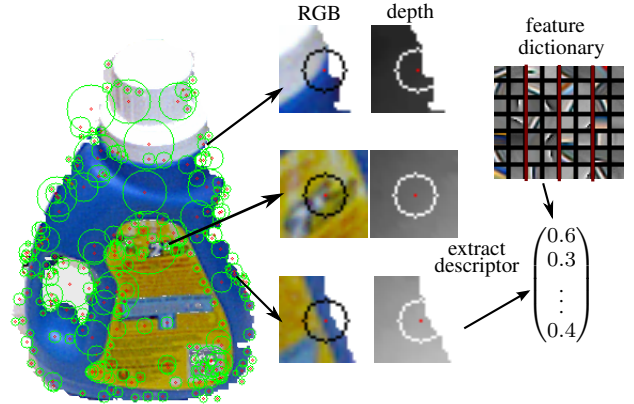 RGB
depth
feature
dictionary
extract
descriptor
0.6
0.3
⋮
0.4